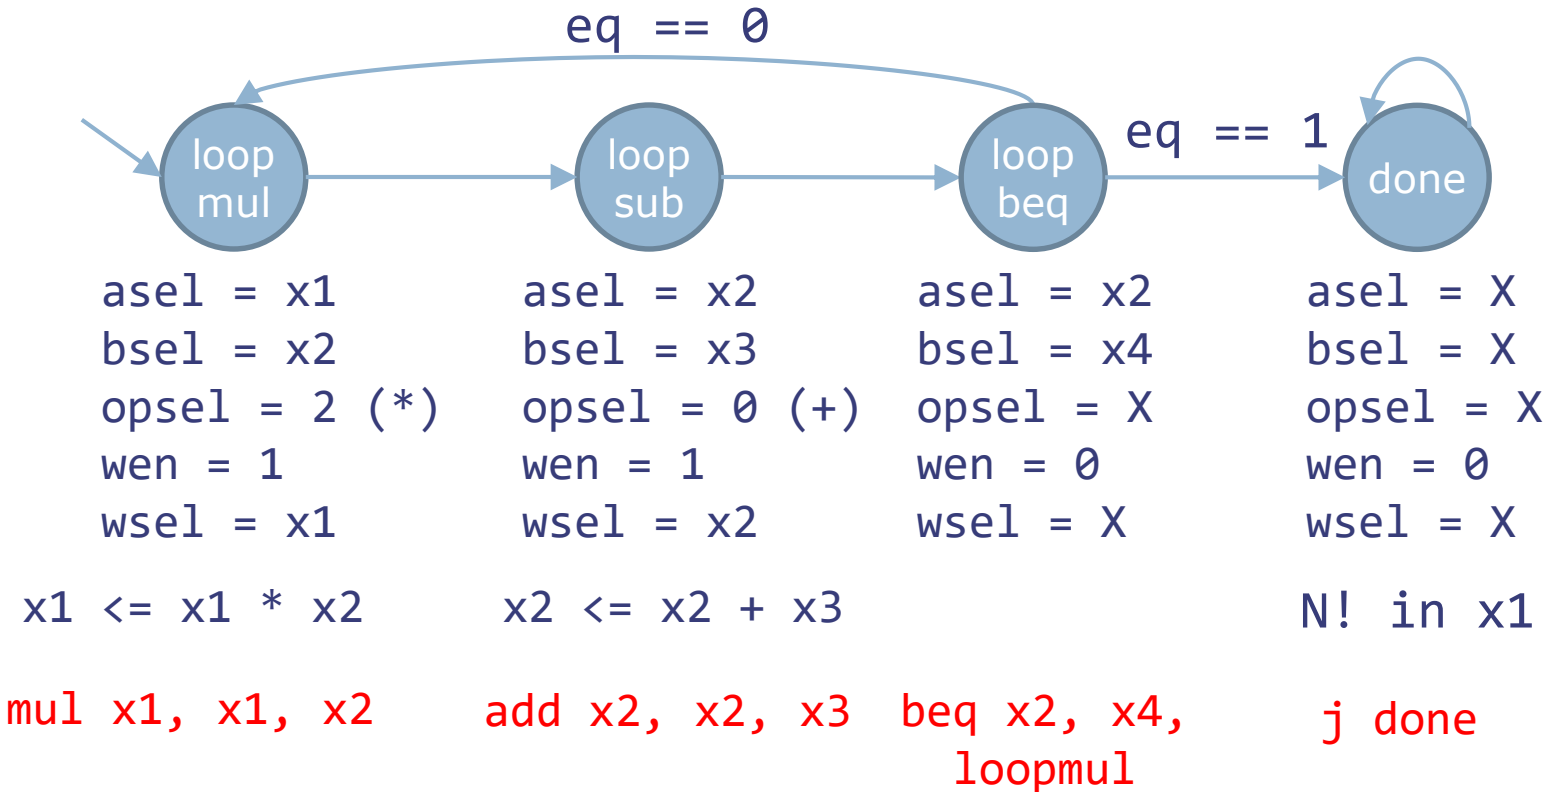 eq == 0
eq == 1
loop
mul
loop
sub
loop
beq
done
asel = x1
bsel = x2
opsel = 2 (*)
wen = 1
wsel = x1
asel = x2
bsel = x3
opsel = 0 (+)
wen = 1
wsel = x2
asel = x2
bsel = x4
opsel = X
wen = 0
wsel = X
asel = X
bsel = X
opsel = X
wen = 0
wsel = X
x1 <= x1 * x2
x2 <= x2 + x3
N! in x1
mul x1, x1, x2
add x2, x2, x3
beq x2, x4,
loopmul
j done